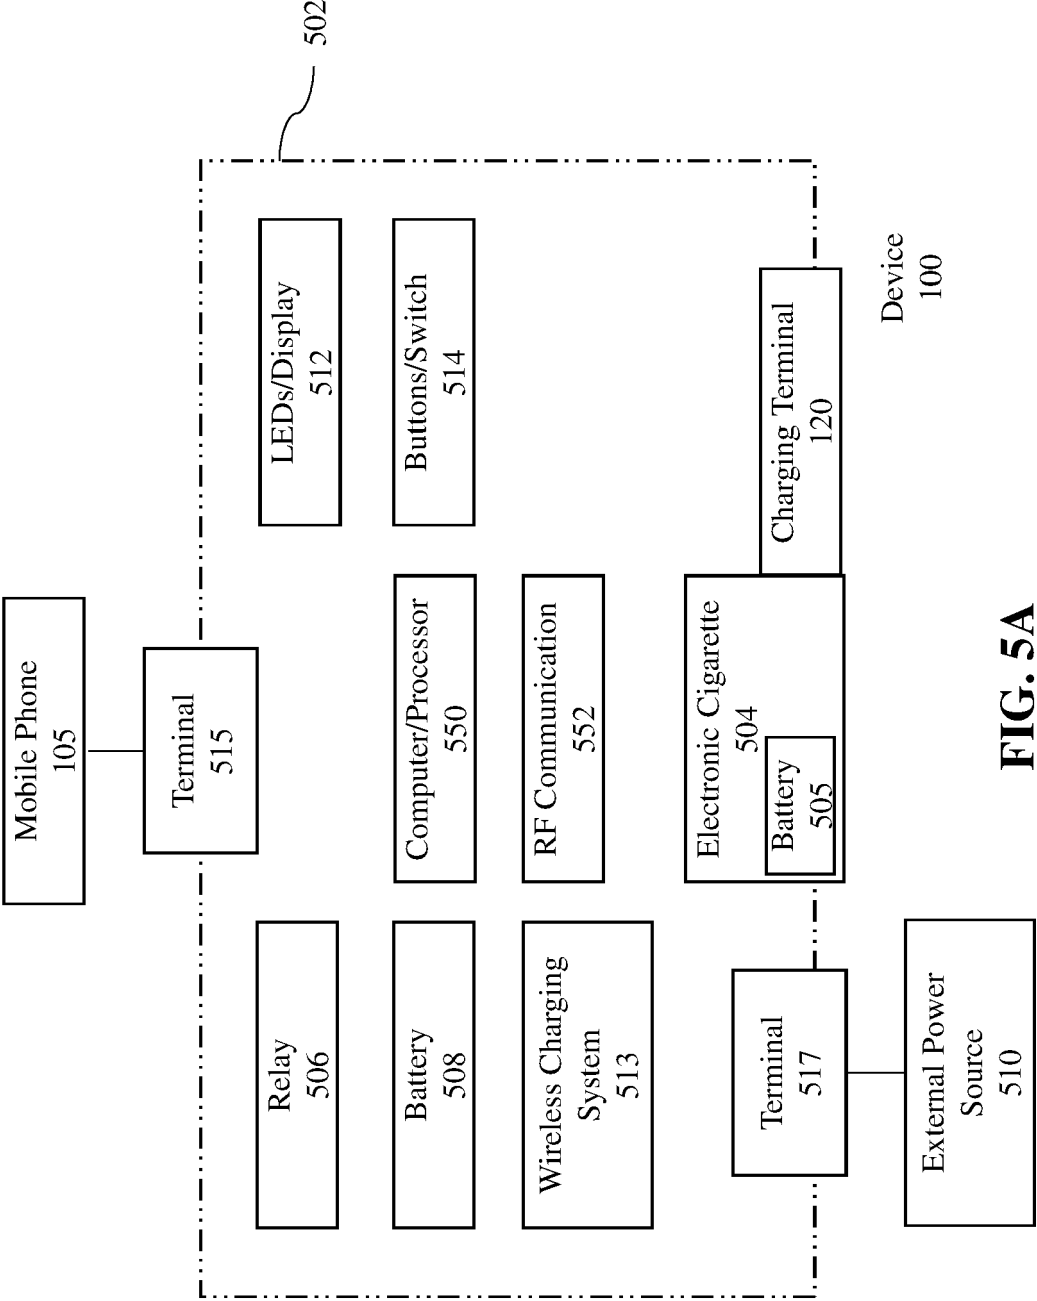 Mobile Phone
105
Terminal
515
502
Relay
506
LEDs/Display
512
Battery
508
Computer/Processor
550
Buttons/Switch
514
Wireless Charging
System
513
RF Communication
552
Terminal
517
Electronic Cigarette
504
Battery
505
Charging Terminal
120
External Power
Source
510
Device
100
FIG. 5A